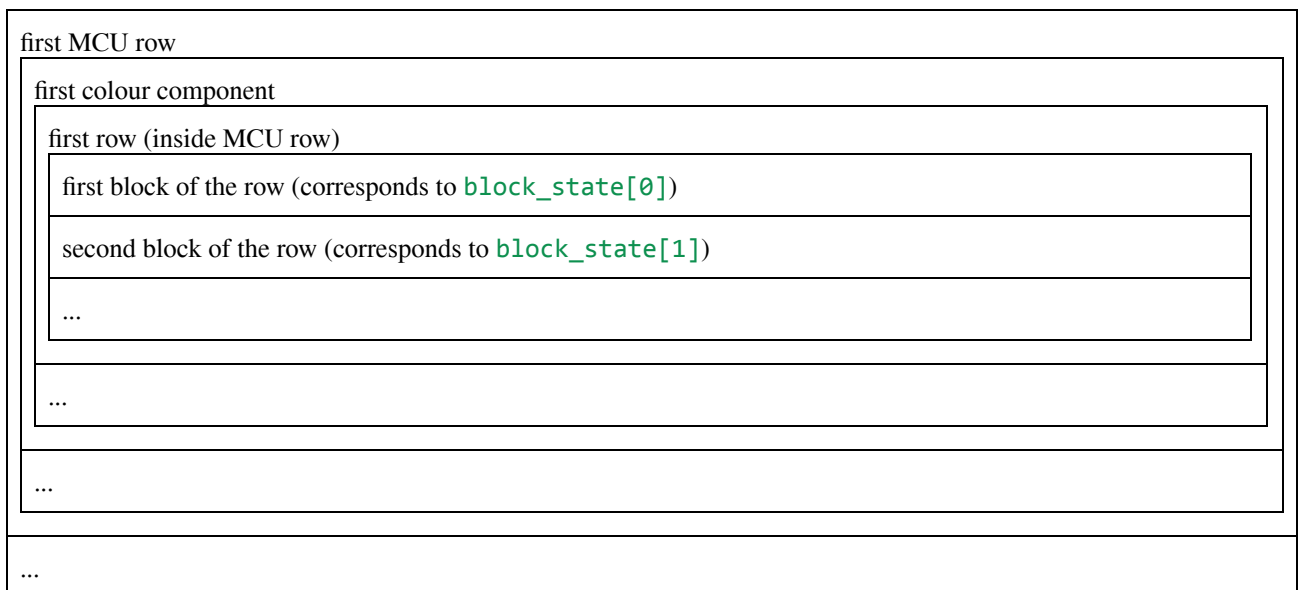 first MCU row
first colour component
first row (inside MCU row)
first block of the row (corresponds to block_state[0])
second block of the row (corresponds to block_state[1])
...
...
...
...